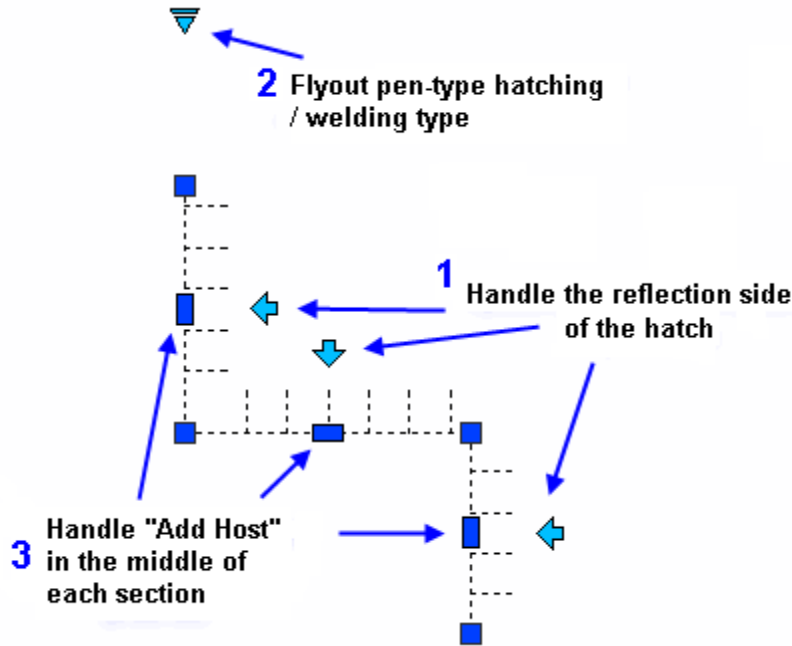 2 Flyout pen-type hatching
/ welding type
1
Handle the reflection side
of the hatch
Handle "Add Host"
3 in the middle of
each section